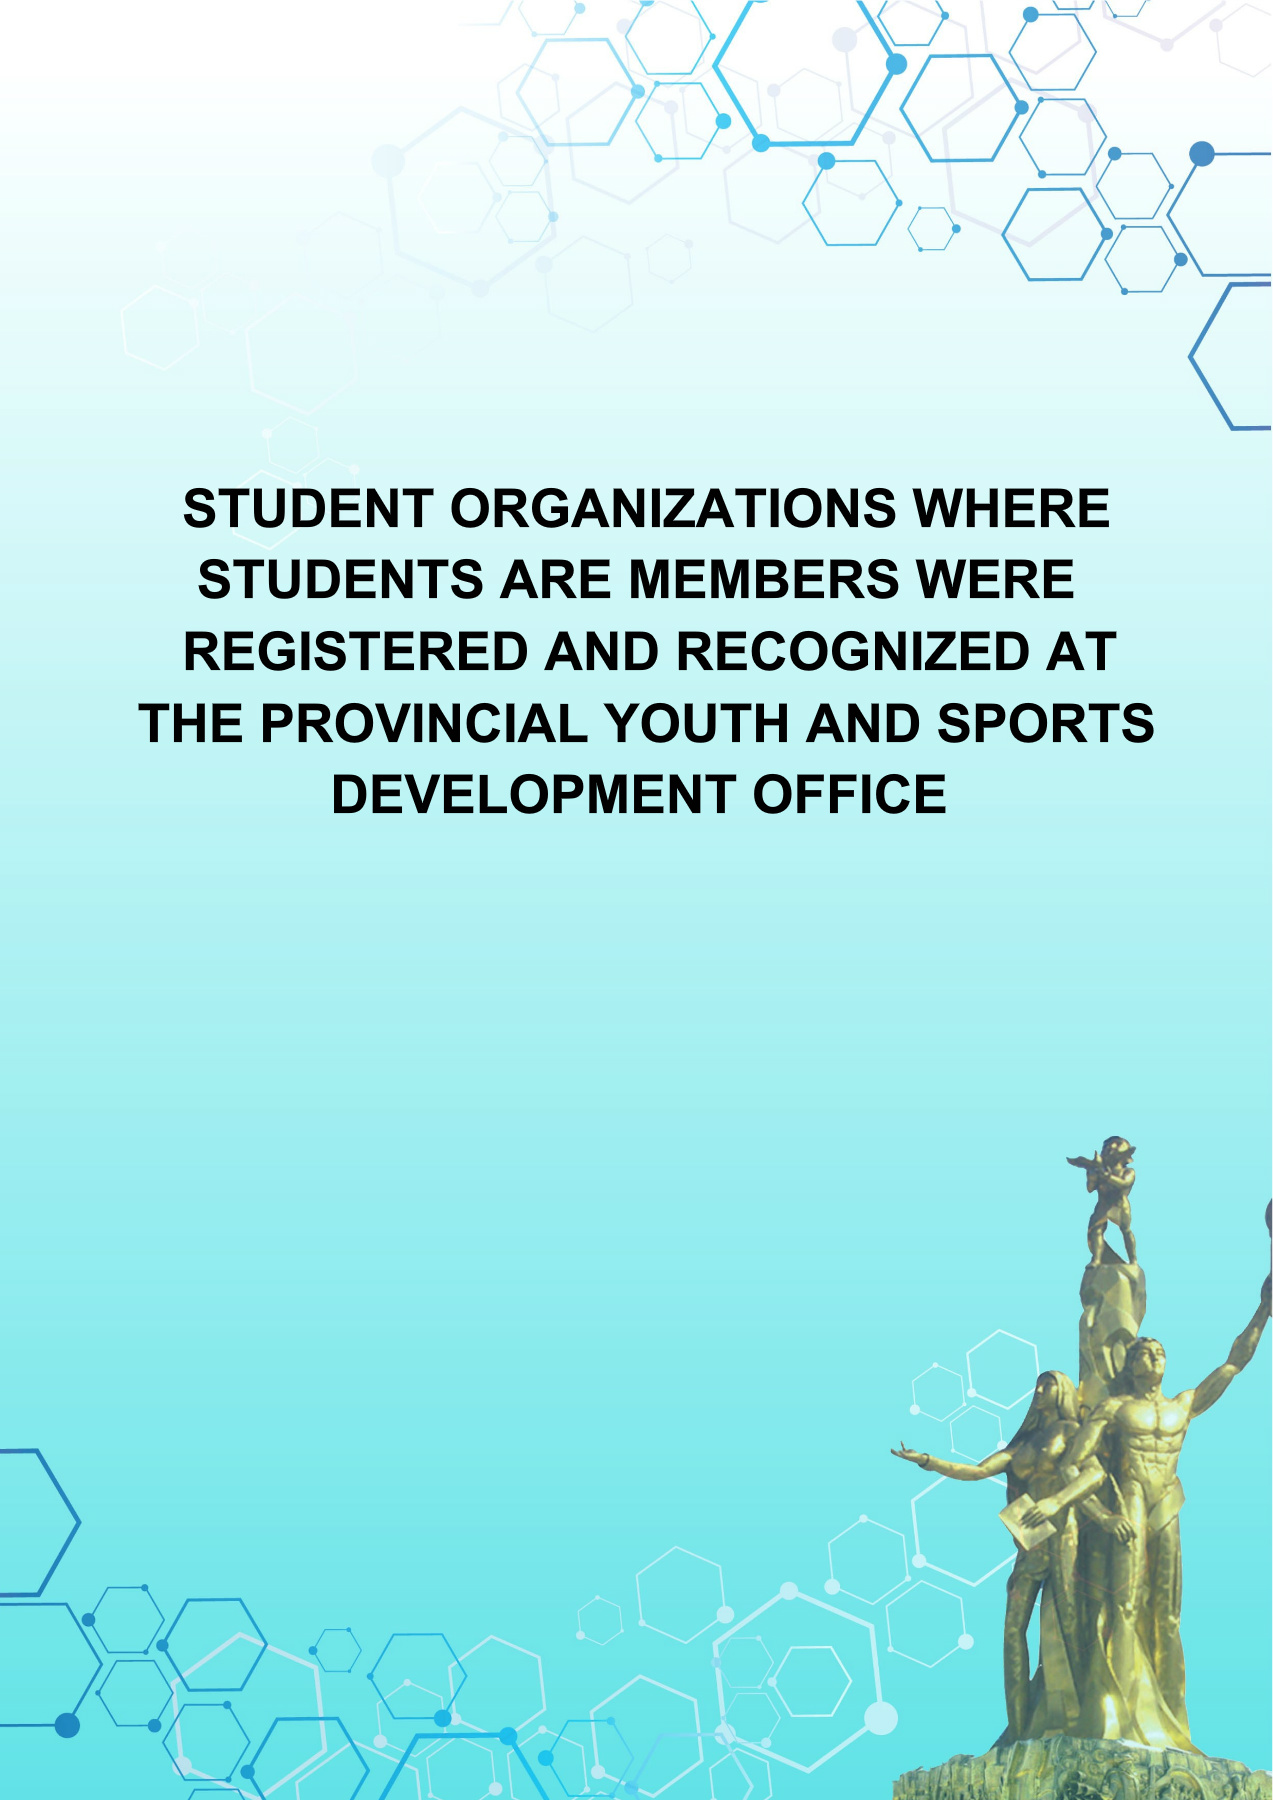 STUDENT ORGANIZATIONS WHERE
STUDENTS ARE MEMBERS WERE
REGISTERED AND RECOGNIZED AT
THE PROVINCIAL YOUTH AND SPORTS
DEVELOPMENT OFFICE